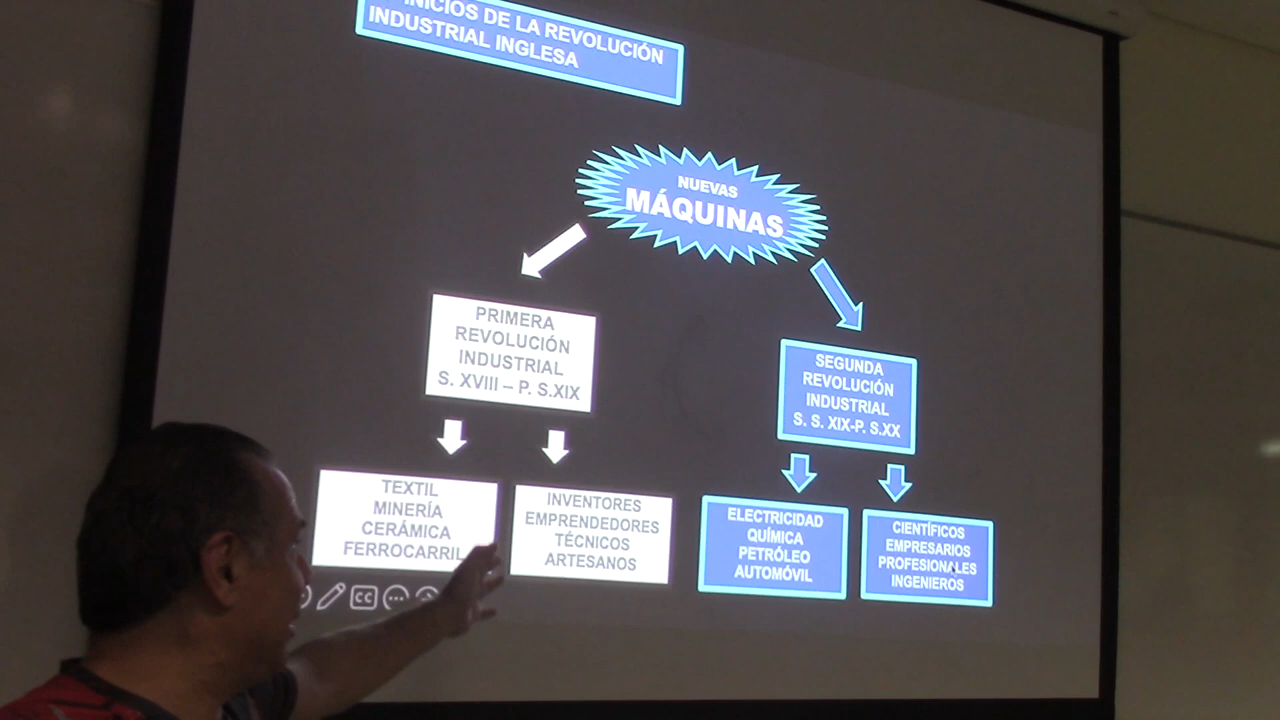 INICIOS DE LA REVOLUCIÓN
INDUSTRIAL INGLESA
NUEVAS
MÁQUINAS
PRIMERA
REVOLUCIÓN
INDUSTRIAL
S. XVIII – P. S.XIX
SEGUNDA
REVOLUCIÓN
INDUSTRIAL
S. S. XIX-P. S.XX
TEXTIL
MINERÍA
CERÁMICA
FERROCARRIL
INVENTORES
EMPRENDEDORES
TÉCNICOS
ARTESANOS
ELECTRICIDAD
QUÍMICA
PETRÓLEO
AUTOMÓVIL
CIENTÍFICOS
EMPRESARIOS
PROFESIONALES
INGENIEROS
CC